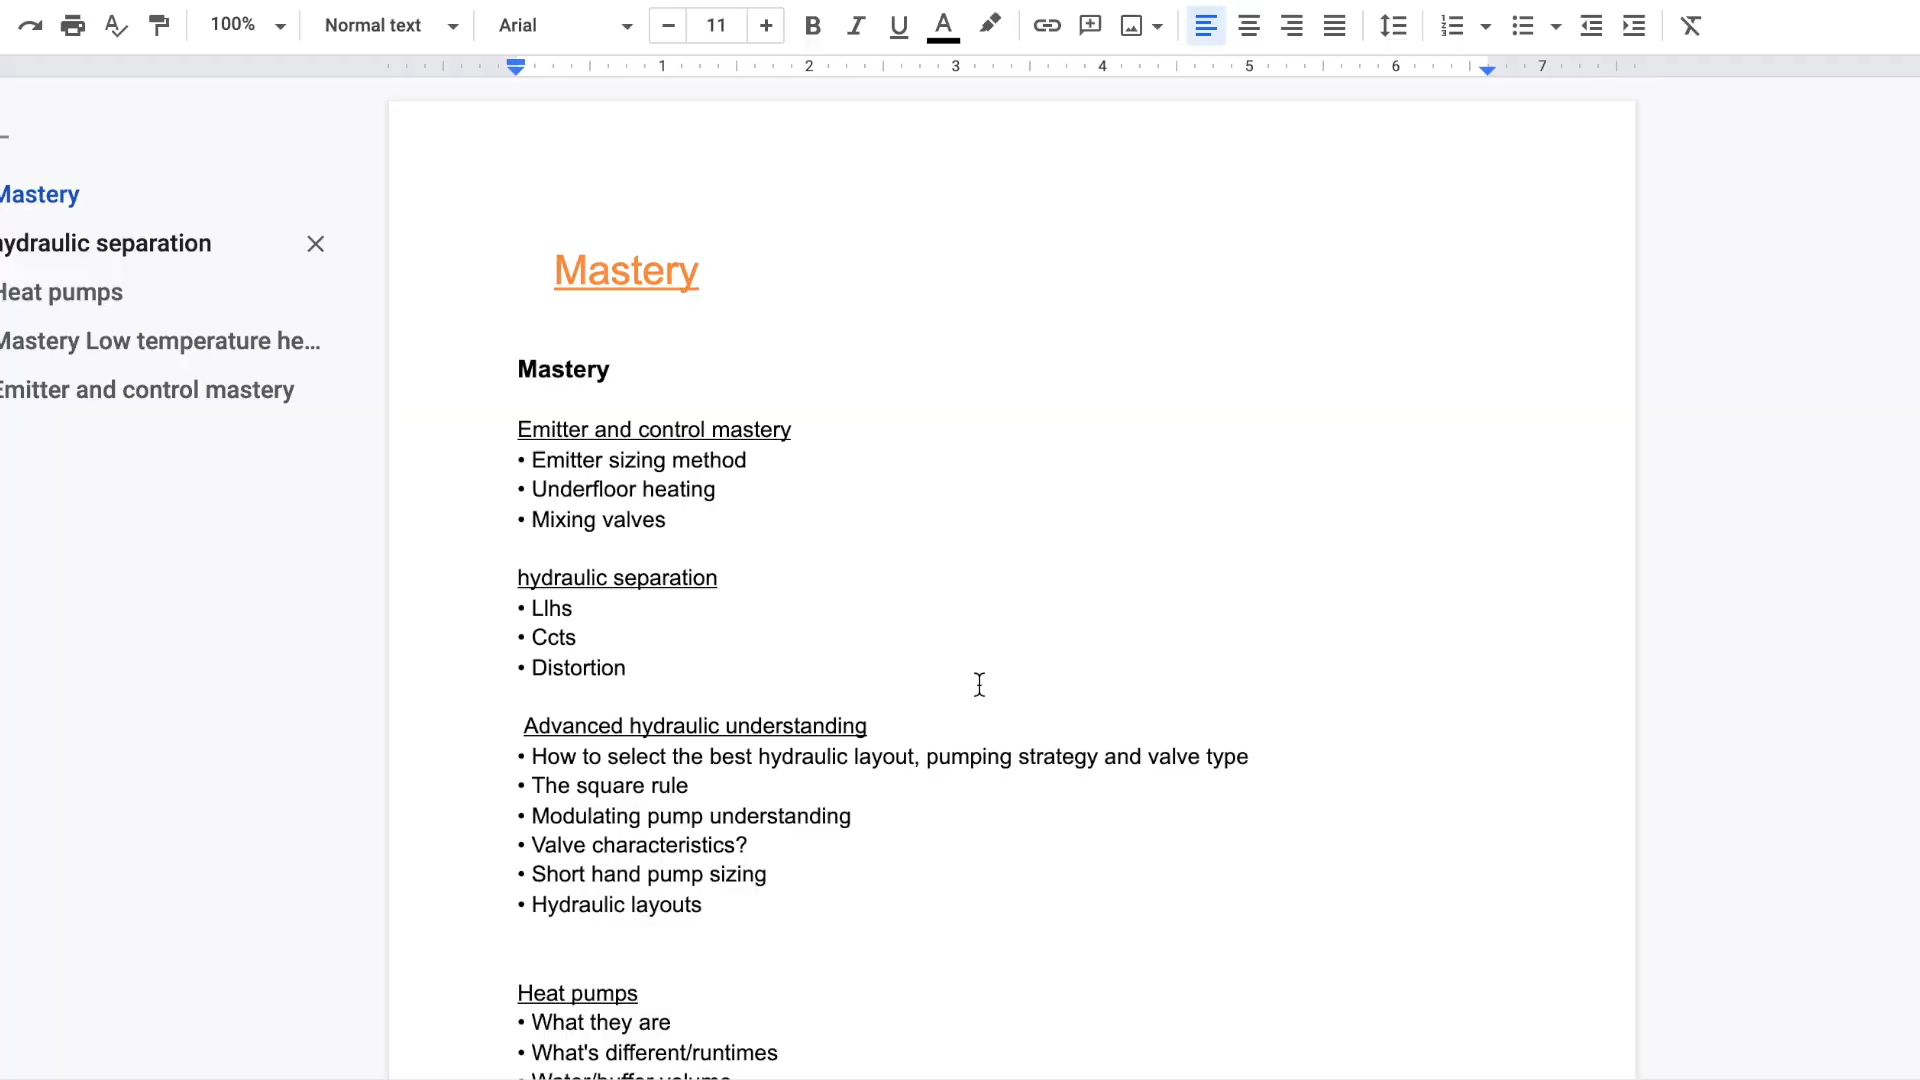 100%
Normal text
Arial
11
1 2 3 4 5 6 7
Mastery
hydraulic separation
Heat pumps
Mastery Low temperature he...
Emitter and control mastery
Mastery
Mastery
Emitter and control mastery
• Emitter sizing method
• Underfloor heating
• Mixing valves
hydraulic separation
• Llhs
• Ccts
• Distortion
Advanced hydraulic understanding
• How to select the best hydraulic layout, pumping strategy and valve type
• The square rule
• Modulating pump understanding
• Valve characteristics?
• Short hand pump sizing
• Hydraulic layouts
Heat pumps
• What they are
• What's different/runtimes
• Water/buffer volume